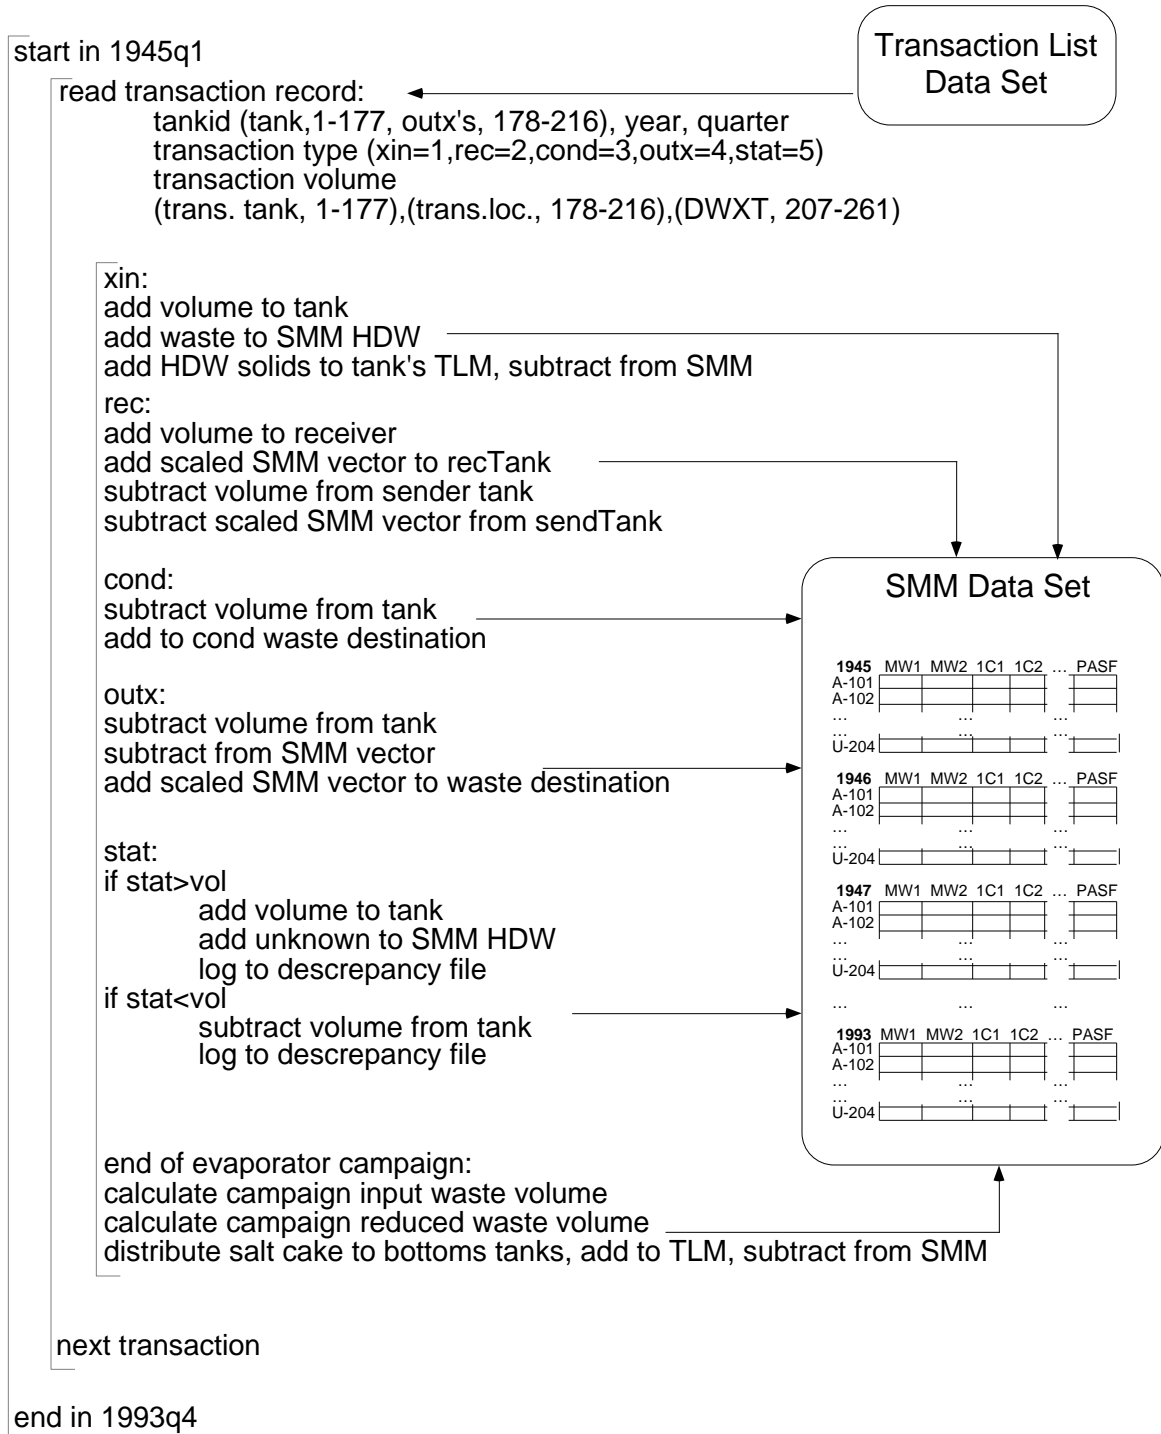 Transaction List
Data Set
start in 1945q1
read transaction record:
tankid (tank,1-177, outx's, 178-216), year, quarter
transaction type (xin=1,rec=2,cond=3,outx=4,stat=5)
transaction volume
(trans. tank, 1-177),(trans.loc., 178-216),(DWXT, 207-261)
xin:
add volume to tank
add waste to SMM HDW
add HDW solids to tank's TLM, subtract from SMM
rec:
add volume to receiver
add scaled SMM vector to recTank
subtract volume from sender tank
subtract scaled SMM vector from sendTank
cond:
subtract volume from tank
add to cond waste destination
outx:
subtract volume from tank
subtract from SMM vector
add scaled SMM vector to waste destination
stat:
if stat>vol
add volume to tank
add unknown to SMM HDW
log to descrepancy file
if stat<vol
subtract volume from tank
log to descrepancy file
end of evaporator campaign:
calculate campaign input waste volume
calculate campaign reduced waste volume
distribute salt cake to bottoms tanks, add to TLM, subtract from SMM
next transaction
end in 1993q4
SMM Data Set
1945 MW1 MW2 1C1 1C2 ... PASF
A-101
A-102
... ... ...
... ... ...
U-204
1946 MW1 MW2 1C1 1C2 ... PASF
A-101
A-102
... ... ...
... ... ...
U-204
1947 MW1 MW2 1C1 1C2 ... PASF
A-101
A-102
... ... ...
... ... ...
U-204
... ... ...
1993 MW1 MW2 1C1 1C2 ... PASF
A-101
A-102
... ... ...
... ... ...
U-204